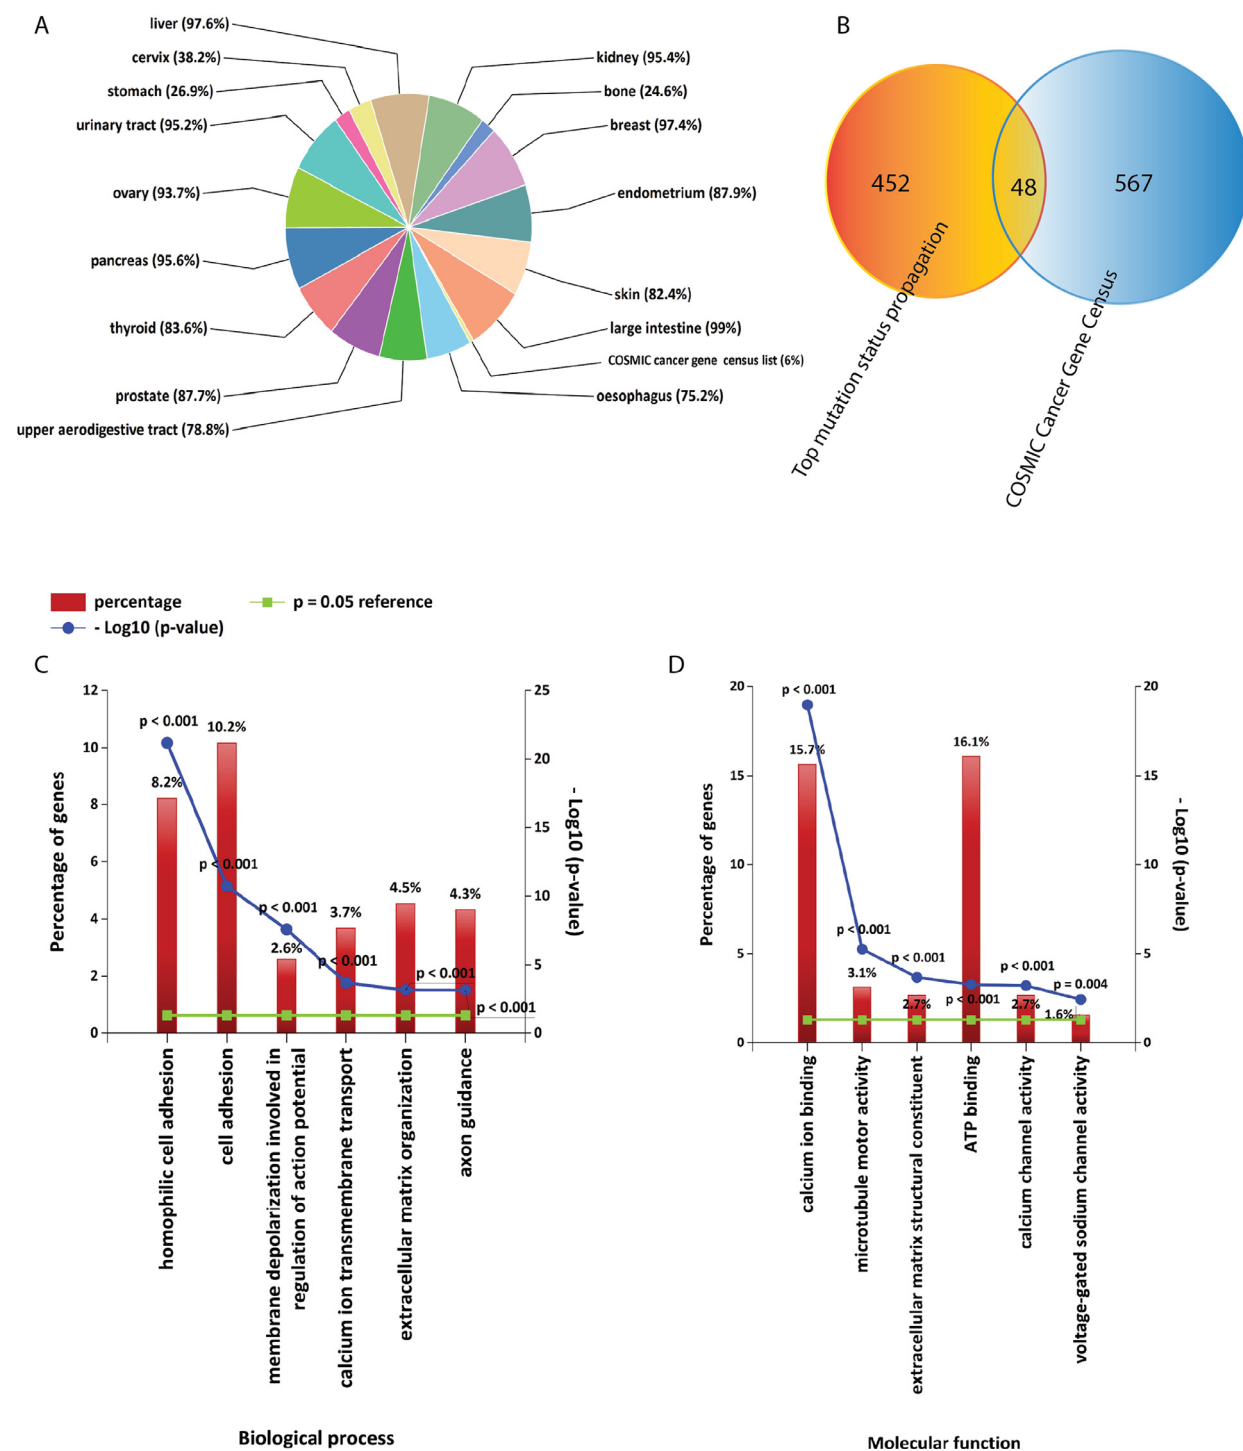 A
liver (97.6%)
cervix (38.2%)
stomach (26.9%)
urinary tract (95.2%)
ovary (93.7%)
pancreas (95.6%)
thyroid (83.6%)
prostate (87.7%)
upper aerodigestive tract (78.8%)
kidney (95.4%)
bone (24.6%)
breast (97.4%)
endometrium (87.9%)
skin (82.4%)
large intestine (99%)
COSMIC cancer gene census list (6%)
oesophagus (75.2%)
B
452
48
567
Top mutation status propagation
COSMIC Cancer Gene Census
percentage
p = 0.05 reference
- Log10 (p-value)
C
12
10
8
6
4
2
0
Percentage of genes
p < 0.001
8.2%
10.2%
p < 0.001
p < 0.001
2.6%
3.7%
p < 0.001
4.5%
p < 0.001
4.3%
p < 0.001
25
20
15
10
5
0
- Log10 (p-value)
homophilic cell adhesion
cell adhesion
membrane depolarization involved in
regulation of action potential
calcium ion transmembrane transport
extracellular matrix organization
axon guidance
Biological process
D
20
15
10
5
0
Percentage of genes
p < 0.001
15.7%
p < 0.001
3.1%
p < 0.001
2.7%
16.1%
p < 0.001
p < 0.001
2.7%
p = 0.004
1.6%
20
15
10
5
0
- Log10 (p-value)
calcium ion binding
microtubule motor activity
extracellular matrix structural constituent
ATP binding
calcium channel activity
voltage-gated sodium channel activity
Molecular function